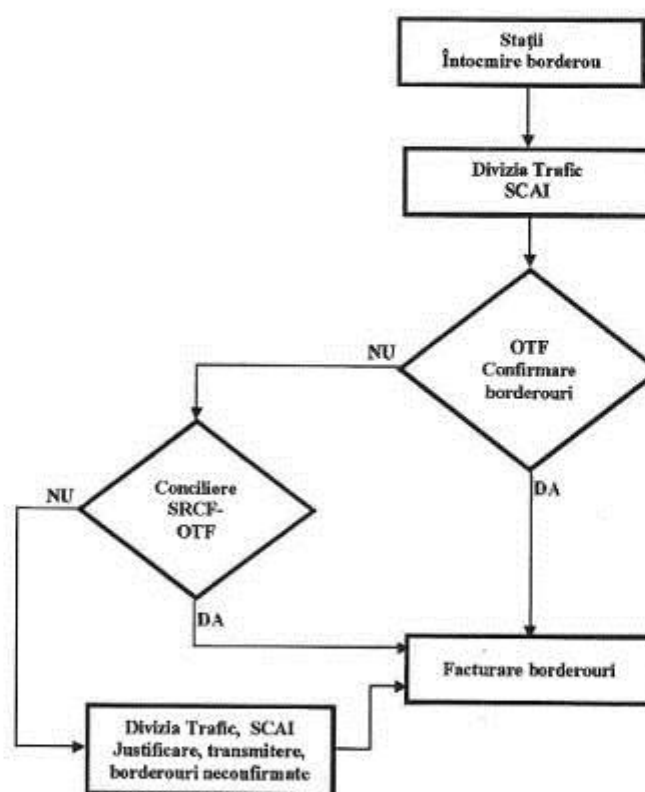 Staţii
Întocmire borderou
Divizia Trafic
SCAI
OTF
Confirmare
borderouri
NU
DA
Conciliere
SRCF-
OTF
NU
DA
Facturare borderouri
Divizia Trafic, SCAI
Justificare, transmitere,
borderouri neconfirmate